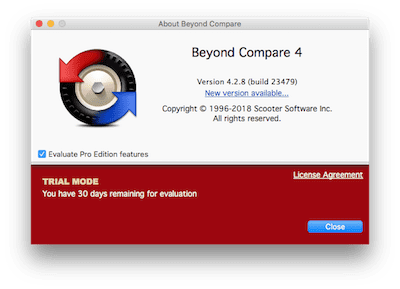 About Beyond Compare
Beyond Compare 4
Version 4.2.8 (build 23479)
New version available...
Copyright © 1996-2018 Scooter Software Inc.
All rights reserved.
Evaluate Pro Edition features
License Agreement
TRIAL MODE
You have 30 days remaining for evaluation
Close